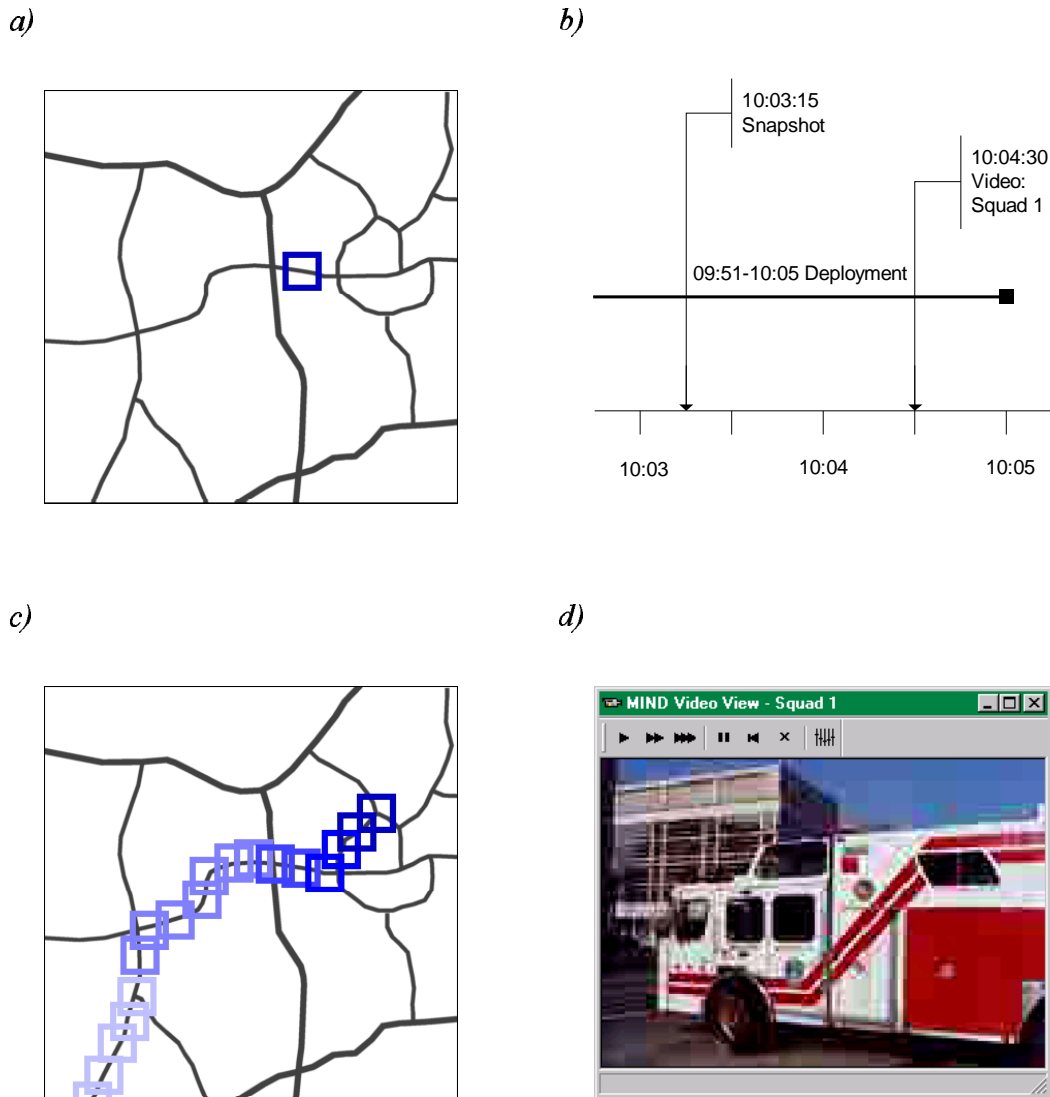 a)
b)
10:03:15
Snapshot
10:04:30
Video:
Squad 1
09:51-10:05 Deployment
10:03
10:04
10:05
c)
d)
MIND Video View - Squad 1